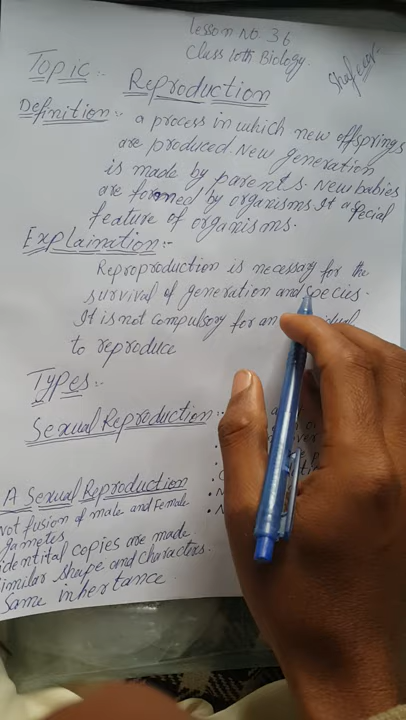 Lesson No. 36
Class 10th Biology.
Shafeeer.
Topic:- Reproduction
Definition:- a process in which new offsprings
are produced New generation
is made by parents. New babies
are formed by organisms It a special
feature of organisms.
Explaination:-
Reproproduction is necessary for the
survival of generation and species.
It is not compulsory for an
to reproduce
Types:-
Sexual Reproduction:-
A Sexual Reproduction
Not fusion of male and Female
gametes
identital copies are made
similar shape and characters.
Same inhertance